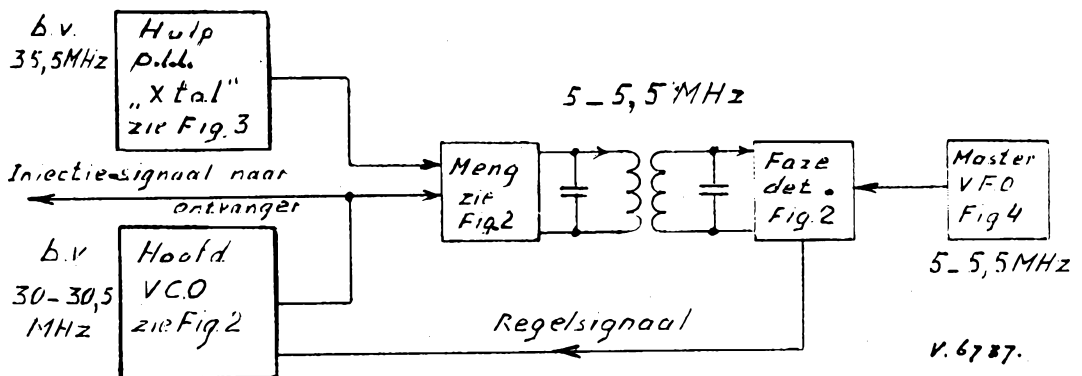 b.v.
35,5MHz
Hulp
p.l.l.
„Xtal"
zie Fig. 3
5-5,5 MHz
Injectie-signaal naar
ontvanger
Meng
zie
Fig.2
Faze
det.
Fig.2
Master
VFO
Fig 4
5-5,5MHz
b.v
30-30,5
MHz
Hoofd
VCO
zie Fig.2
Regelsignaal
V.6787.